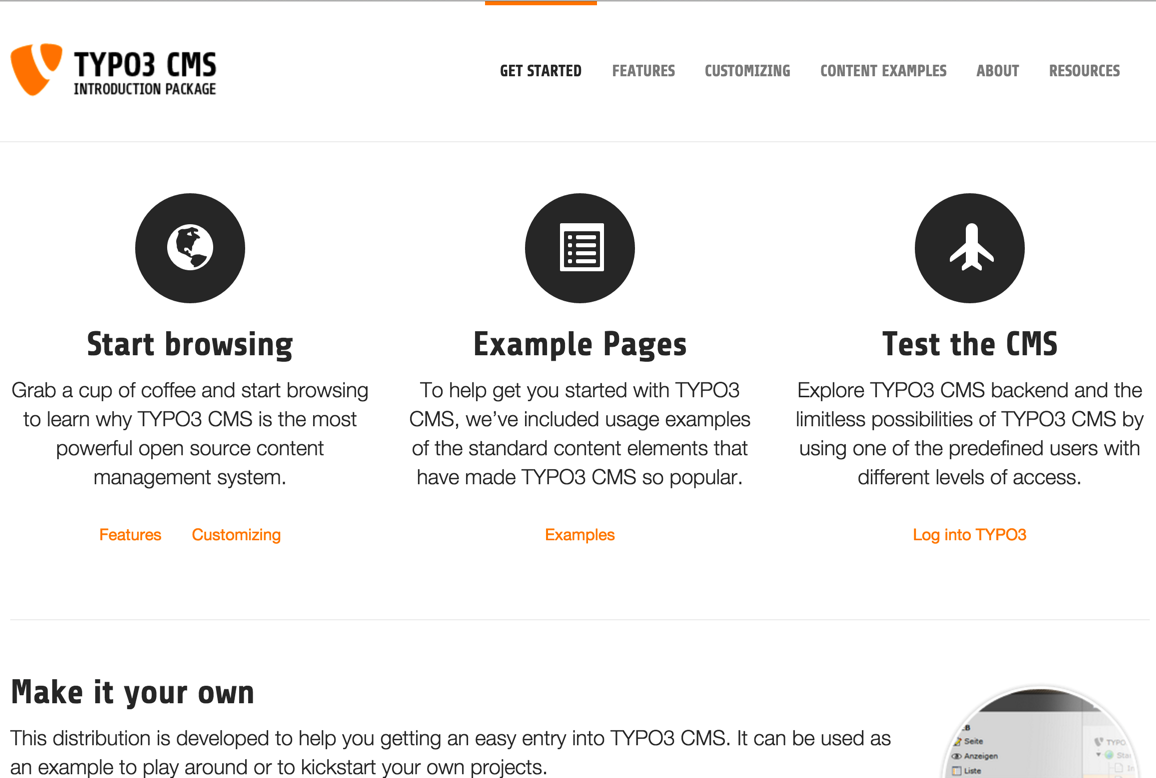 TYPO3 CMS
INTRODUCTION PACKAGE
GET STARTED
FEATURES
CUSTOMIZING
CONTENT EXAMPLES
ABOUT
RESOURCES
Start browsing
Grab a cup of coffee and start browsing
to learn why TYPO3 CMS is the most
powerful open source content
management system.
Features
Customizing
Example Pages
To help get you started with TYPO3
CMS, we’ve included usage examples
of the standard content elements that
have made TYPO3 CMS so popular.
Examples
Test the CMS
Explore TYPO3 CMS backend and the
limitless possibilities of TYPO3 CMS by
using one of the predefined users with
different levels of access.
Log into TYPO3
Make it your own
This distribution is developed to help you getting an easy entry into TYPO3 CMS. It can be used as
an example to play around or to kickstart your own projects.
Seite
Anzeigen
Liste
TYPO